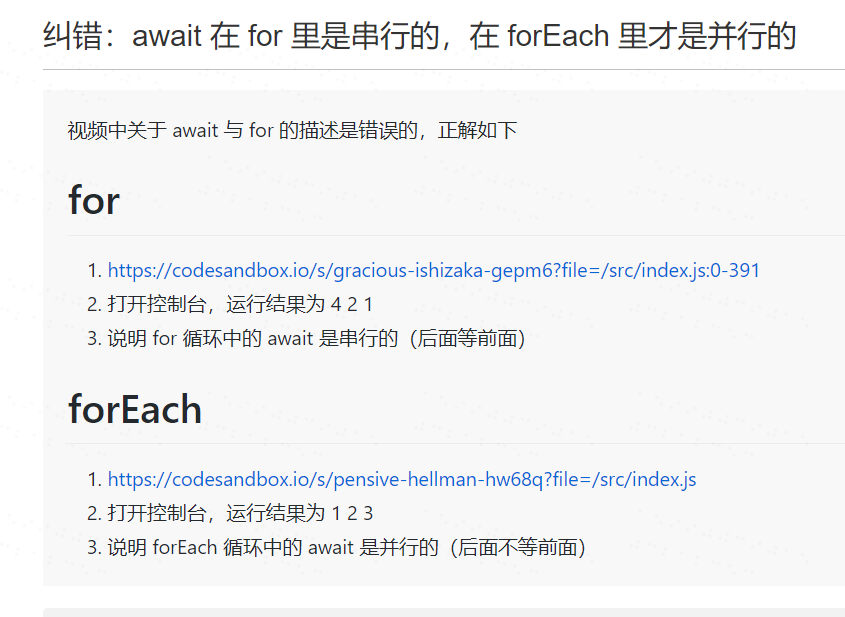 纠错：await 在 for 里是串行的，在 forEach 里才是并行的
视频中关于 await 与 for 的描述是错误的，正解如下
for
1. https://codesandbox.io/s/gracious-ishizaka-gepm6?file=/src/index.js:0-391
2. 打开控制台，运行结果为 4 2 1
3. 说明 for 循环中的 await 是串行的（后面等前面）
forEach
1. https://codesandbox.io/s/pensive-hellman-hw68q?file=/src/index.js
2. 打开控制台，运行结果为 1 2 3
3. 说明 forEach 循环中的 await 是并行的（后面不等前面）